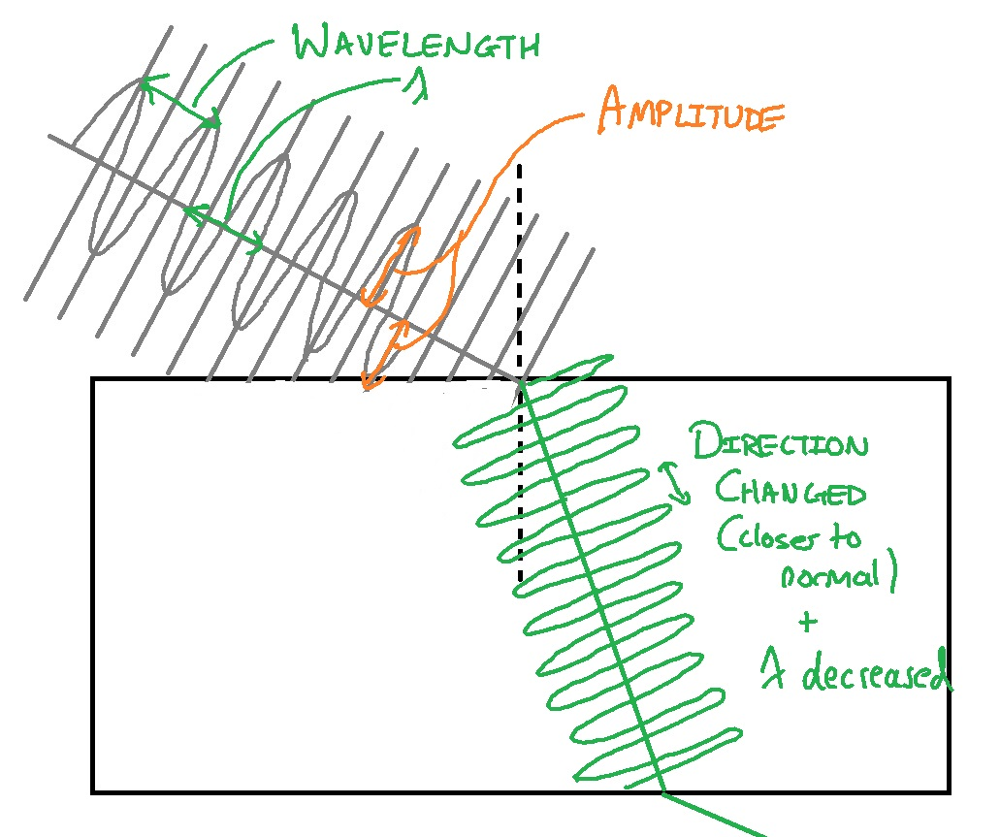 WAVELENGTH
λ
AMPLITUDE
DIRECTION
CHANGED
(closer to
normal)
+
λ decreased